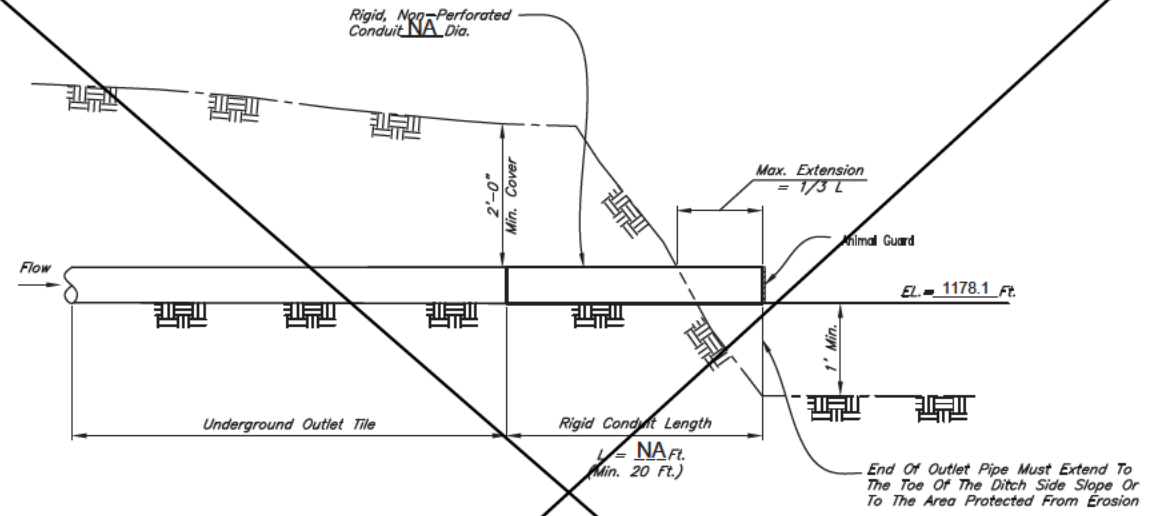 Rigid, Non-Perforated
Conduit NA Dia.
Max. Extension
= 1/3 L
2'-0"
Min. Cover
Animal Guard
Flow
EL.= 1178.1 Ft.
1' Min.
Underground Outlet Tile
Rigid Conduit Length
L = NA Ft.
(Min. 20 Ft.)
End Of Outlet Pipe Must Extend To
The Toe Of The Ditch Side Slope Or
To The Area Protected From Erosion